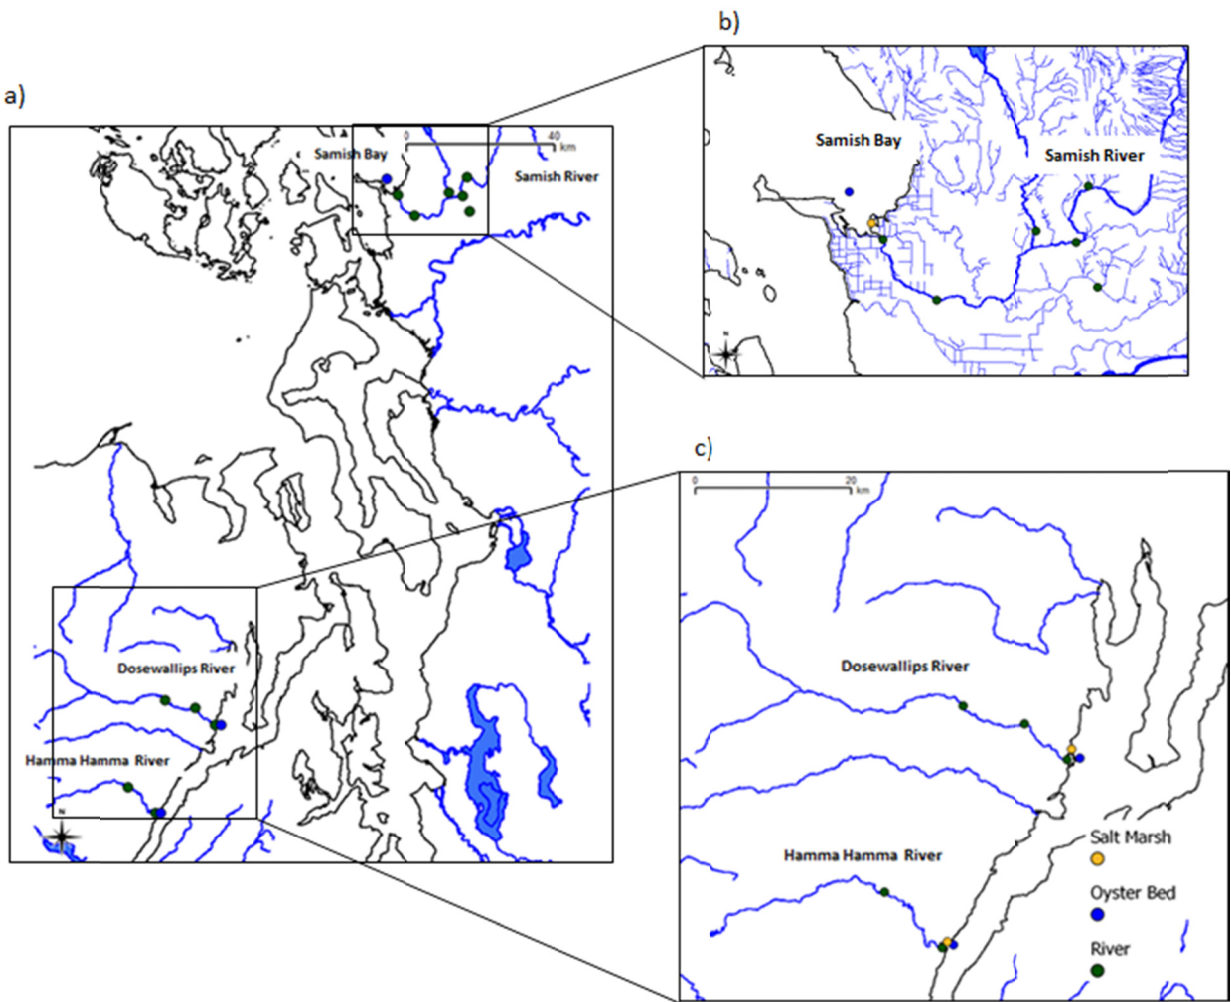 b)
a)
Samish Bay
Samish River
0 40
km
Samish Bay
Samish River
N
N
c)
0 20
km
Dosewallips River
Hamma Hamma River
N
Dosewallips River
Hamma Hamma River
Salt Marsh
Oyster Bed
River